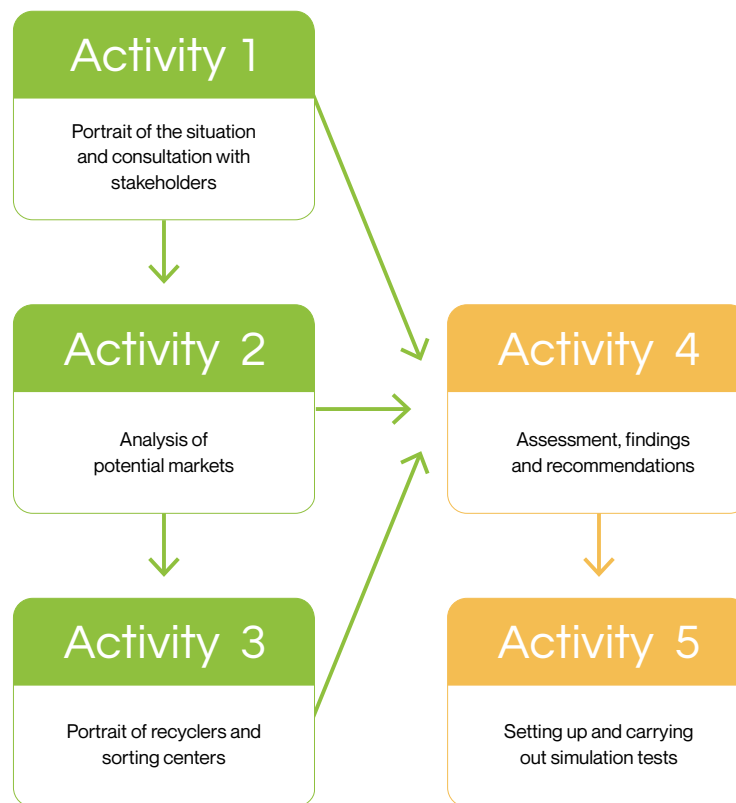 Activity 1
Portrait of the situation
and consultation with
stakeholders
Activity 2
Analysis of
potential markets
Activity 3
Portrait of recyclers and
sorting centers
Activity 4
Assessment, findings
and recommendations
Activity 5
Setting up and carrying
out simulation tests